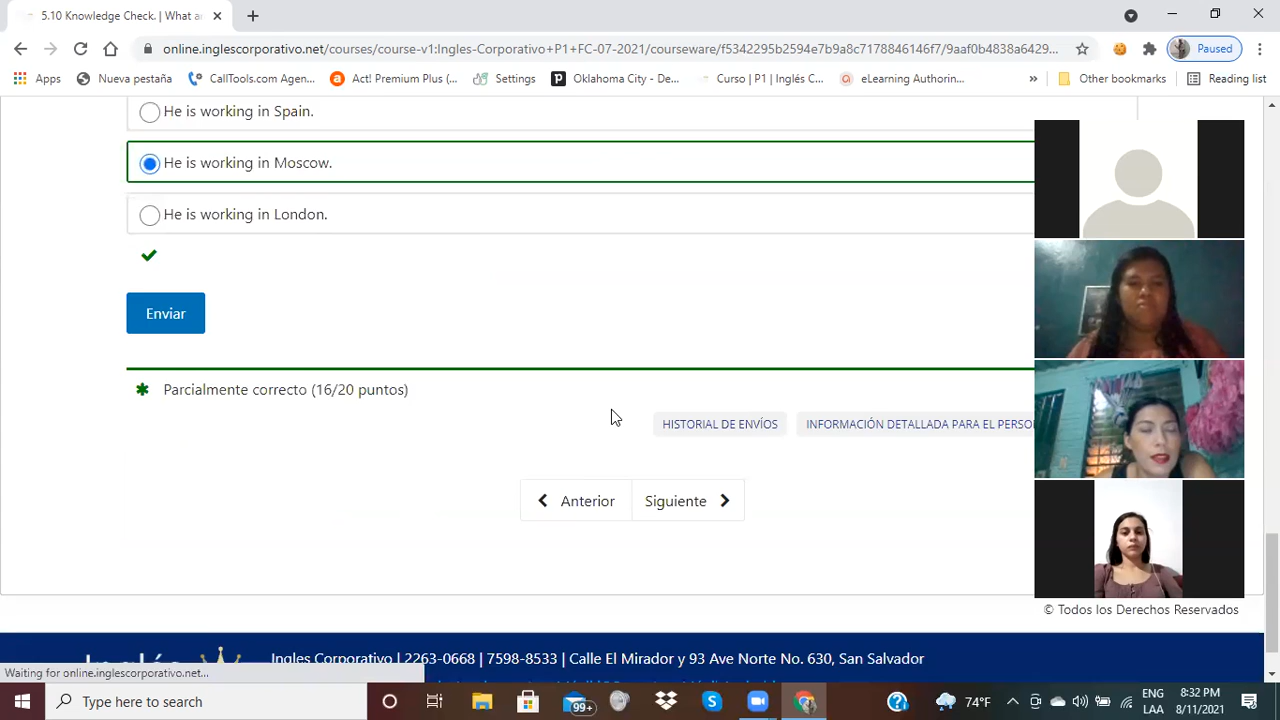 5.10 Knowledge Check. | What a
online.inglescorporativo.net/courses/course-v1:Ingles-Corporativo+P1+FC-07-2021/courseware/f5342295b2594e7b9a8c7178846146f7/9aaf0b4838a6429...
Paused
Apps
Nueva pestaña
CallTools.com Agen...
Act! Premium Plus (...
Settings
Oklahoma City - De...
Curso | P1 | Inglés C...
eLearning Authorin...
»
Other bookmarks
Reading list
He is working in Spain.
He is working in Moscow.
He is working in London.
Enviar
Parcialmente correcto (16/20 puntos)
HISTORIAL DE ENVÍOS
INFORMACIÓN DETALLADA PARA EL PERSO
Anterior
Siguiente
© Todos los Derechos Reservados
Ingles Corporativo | 2263-0668 | 7598-8533 | Calle El Mirador y 93 Ave Norte No. 630, San Salvador
Waiting for online.inglescorporativo.net...
Type here to search
99+
74°F
ENG
LAA
8:32 PM
8/11/2021